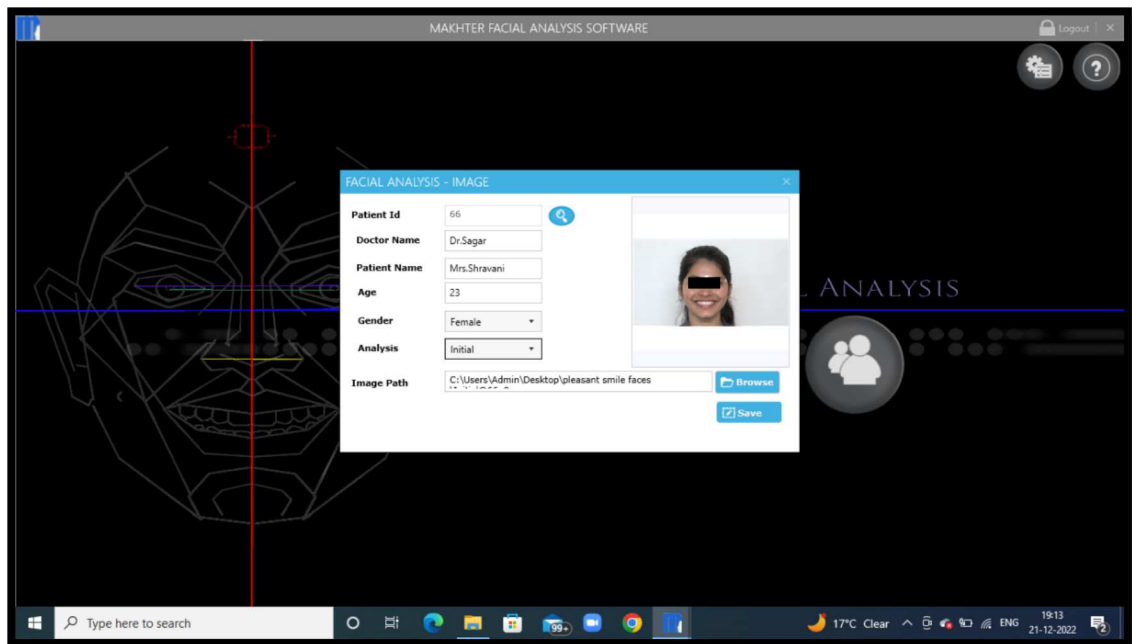 MAKHTER FACIAL ANALYSIS SOFTWARE
Logout
FACIAL ANALYSIS - IMAGE
Patient Id 66
Doctor Name Dr.Sagar
Patient Name Mrs.Shravani
Age 23
Gender Female
Analysis Initial
Image Path C:\Users\Admin\Desktop\pleasant smile faces
Browse
Save
ANALYSIS
Type here to search
99+
17°C Clear
ENG
19:13
21-12-2022
2